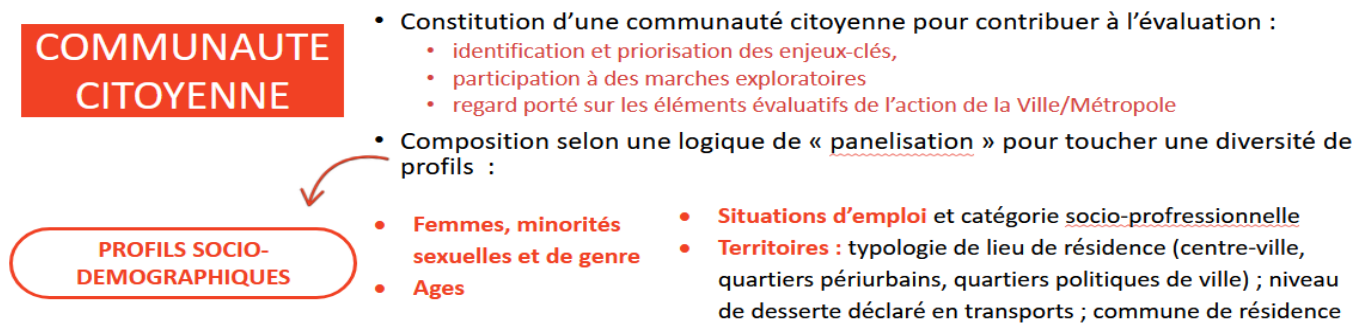 COMMUNAUTE
CITOYENNE
• Constitution d’une communauté citoyenne pour contribuer à l’évaluation :
• identification et priorisation des enjeux-clés,
• participation à des marches exploratoires
• regard porté sur les éléments évaluatifs de l’action de la Ville/Métropole
• Composition selon une logique de « panelisation » pour toucher une diversité de
profils :
PROFILS SOCIO-
DEMOGRAPHIQUES
• Femmes, minorités
sexuelles et de genre
• Ages
• Situations d’emploi et catégorie socio-profressionnelle
• Territoires : typologie de lieu de résidence (centre-ville,
quartiers périurbains, quartiers politiques de ville) ; niveau
de desserte déclaré en transports ; commune de résidence